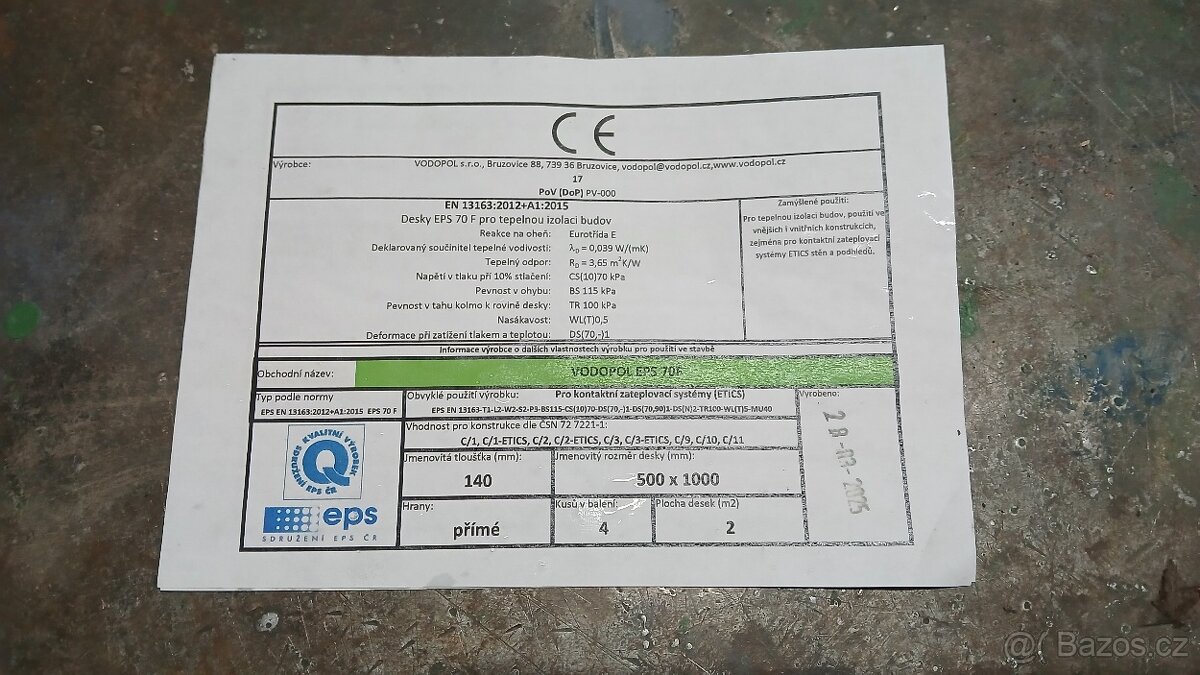 CE
Výrobce: VODOPOL s.r.o., Bruzovice 88, 739 36 Bruzovice, vodopol@vodopol.cz,www.vodopol.cz
17
PoV (DoP) PV-000
EN 13163:2012+A1:2015
Desky EPS 70 F pro tepelnou izolaci budov
Reakce na oheň: Eurotřída E
Deklarovaný součinitel tepelné vodivosti: λD = 0,039 W/(mK)
Tepelný odpor: RD = 3,65 m²K/W
Napětí v tlaku při 10% stlačení: CS(10)70 kPa
Pevnost v ohybu: BS 115 kPa
Pevnost v tahu kolmo k rovině desky: TR 100 kPa
Nasákavost: WL(T)0,5
Deformace při zatížení tlakem a teplotou: DS(70,-)1
Zamýšlené použití:
Pro tepelnou izolaci budov, použití ve
vnějších i vnitřních konstrukcích,
zejména pro kontaktní zateplovací
systémy ETICS stěn a podhledů.
Informace výrobce o dalších vlastnostech výrobku pro použití ve stavbě
Obchodní název: VODOPOL EPS 70F
Typ podle normy
EPS EN 13163:2012+A1:2015 EPS 70 F
Obvyklé použití výrobku: Pro kontaktní zateplovací systémy (ETICS)
EPS EN 13163-T1-L2-W2-S2-P3-BS115-CS(10)70-DS(70,-)1-DS(70,90)1-DS(N)2-TR100-WL(T)5-MU40
Vhodnost pro konstrukce dle ČSN 72 7221-1:
C/1, C/1-ETICS, C/2, C/2-ETICS, C/3, C/3-ETICS, C/9, C/10, C/11
Jmenovitá tloušťka (mm):
140
Jmenovitý rozměr desky (mm):
500 x 1000
Hrany:
přímé
Kusů v balení:
4
Plocha desek (m2)
2
Vyrobeno:
28-03-2025
KVALITNÍ VÝROBEK
SDRUŽENÍ EPS ČR
Q
eps
SDRUŽENÍ EPS ČR
@ Bazos.cz